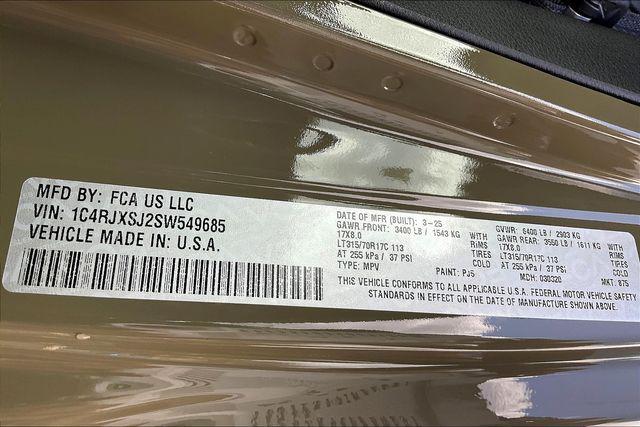 MFD BY: FCA US LLC
VIN: 1C4RJXSJ2SW549685
VEHICLE MADE IN: U.S.A.
DATE OF MFR (BUILT): 3-25 GVWR: 6400 LB / 2903 KG
GAWR FRONT: 3400 LB / 1543 KG WITH GAWR REAR: 3550 LB / 1611 KG WITH
17X8.0 RIMS 17X8.0 RIMS
LT315/70R17C 113 TIRES LT315/70R17C 113 TIRES
AT 255 kPa / 37 PSI COLD AT 255 kPa / 37 PSI COLD
TYPE: MPV PAINT: PJ5 MDH: 030320 MKT: 875
THIS VEHICLE CONFORMS TO ALL APPLICABLE U.S.A. FEDERAL MOTOR VEHICLE SAFETY
STANDARDS IN EFFECT ON THE DATE OF MANUFACTURE SHOWN ABOVE.